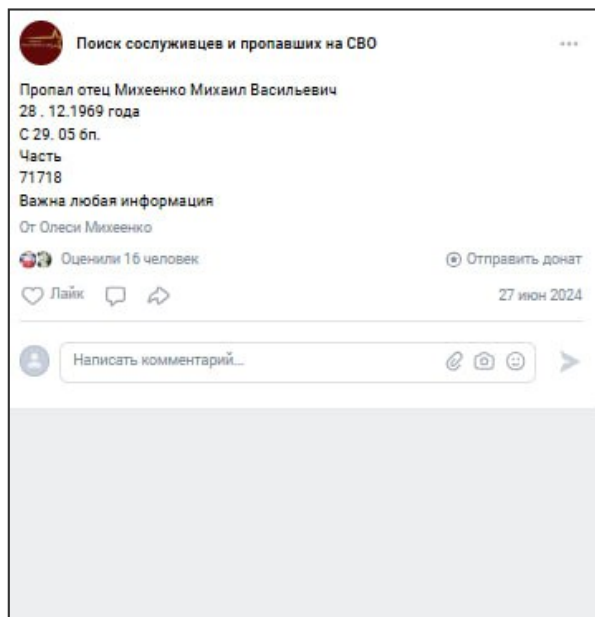 Поиск сослуживцев и пропавших на СВО
Пропал отец Михеенко Михаил Васильевич
28 . 12.1969 года
С 29. 05 бп.
Часть
71718
Важна любая информация
От Олеси Михеенко
Оценили 16 человек
Отправить донат
Лайк
27 июн 2024
Написать комментарий...